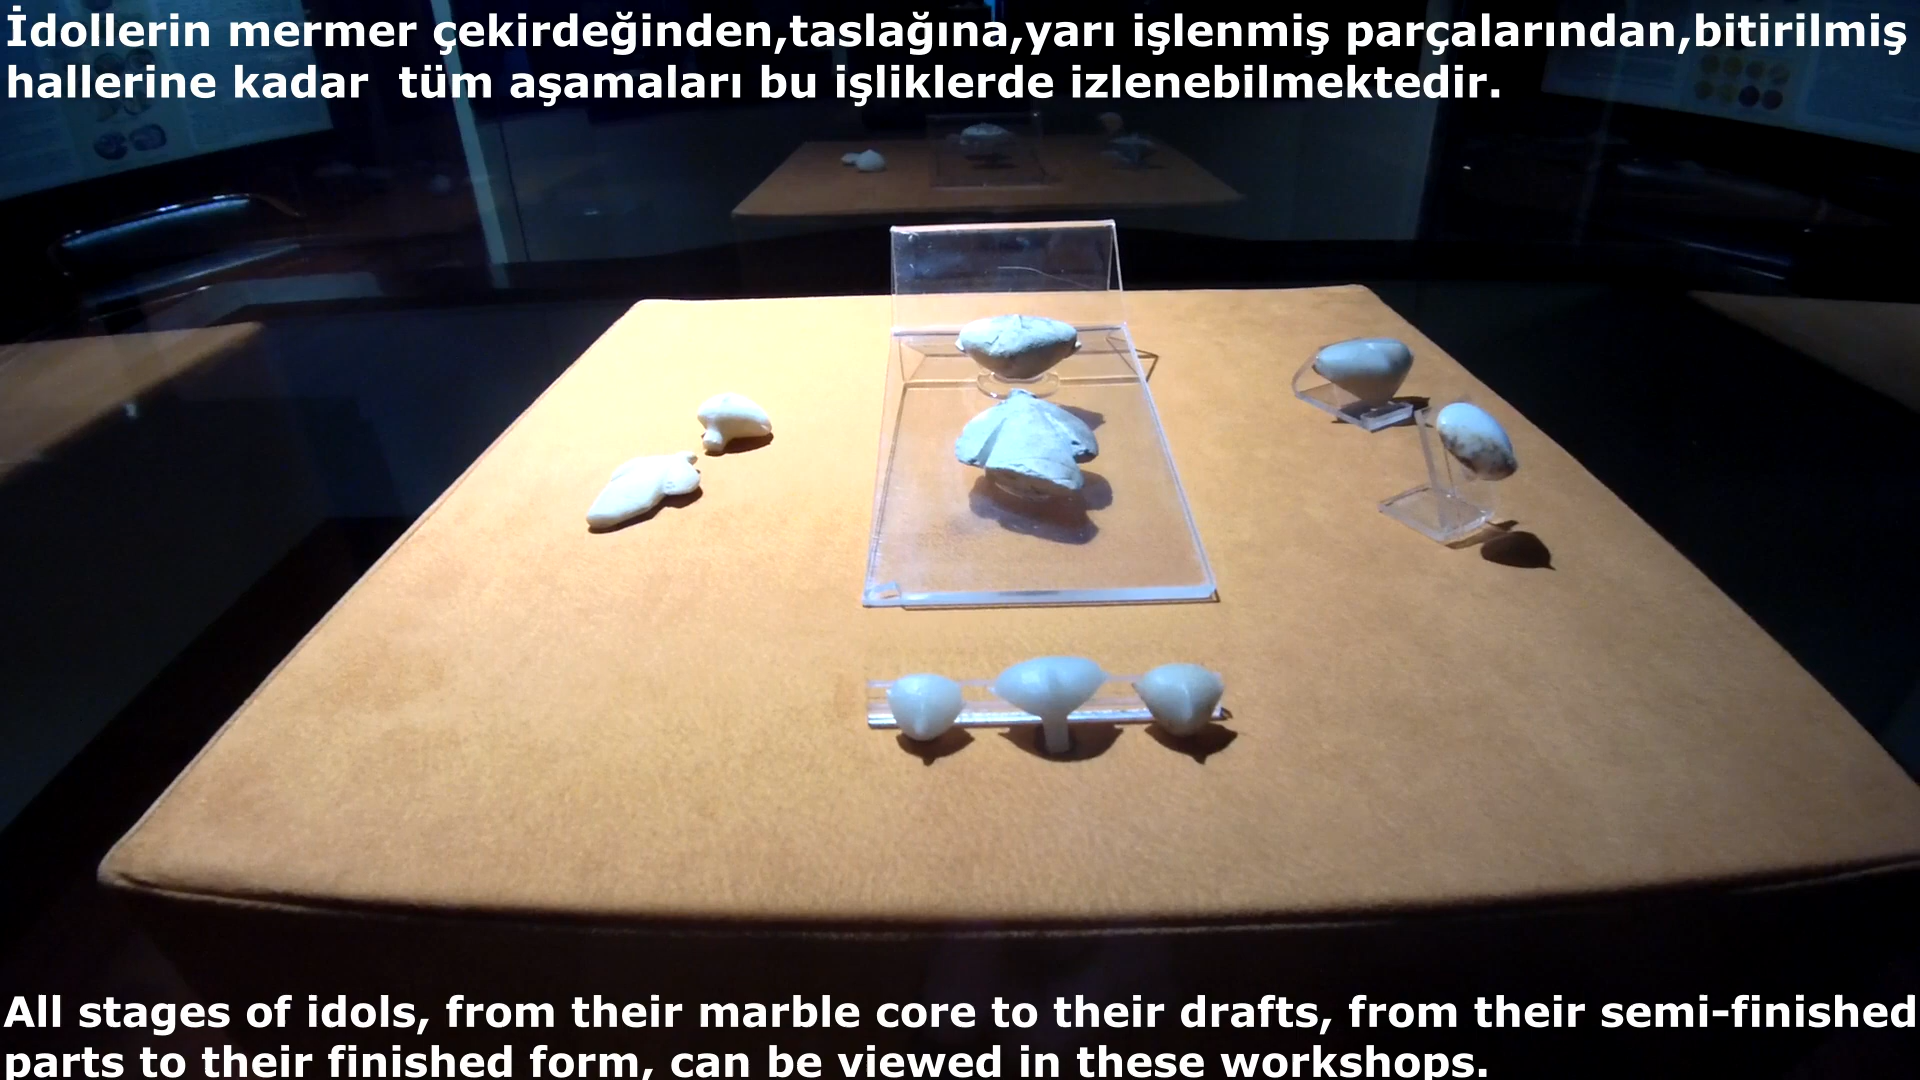 İdollerin mermer çekirdeğinden,taslağına,yarı işlenmiş parçalarından,bitirilmiş
hallerine kadar  tüm aşamaları bu işliklerde izlenebilmektedir.
All stages of idols, from their marble core to their drafts, from their semi-finished
parts to their finished form, can be viewed in these workshops.